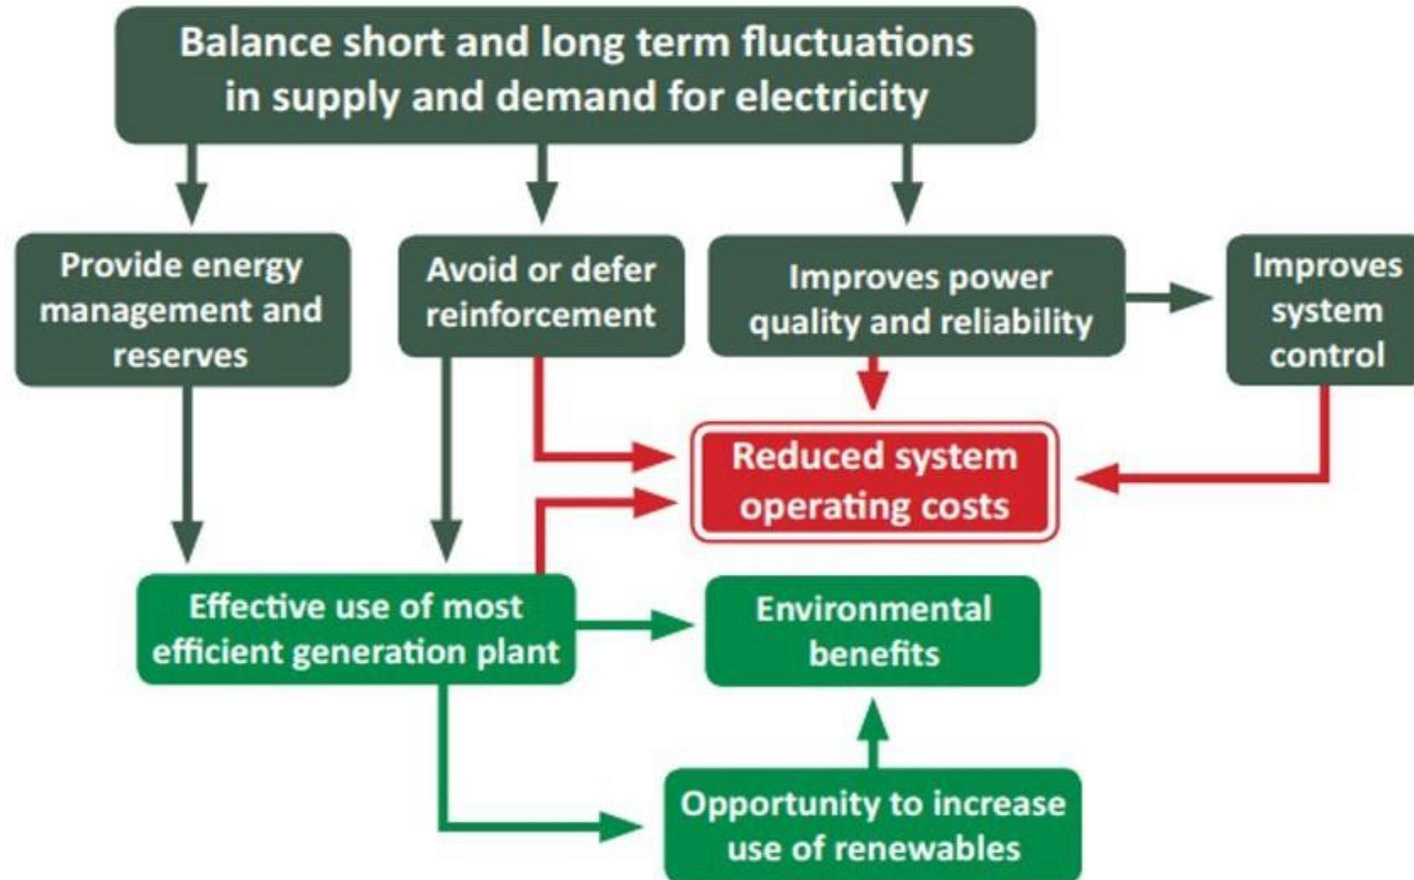 Balance short and long term fluctuations
in supply and demand for electricity
Provide energy
management and
reserves
Avoid or defer
reinforcement
Improves power
quality and reliability
Improves
system
control
Reduced system
operating costs
Effective use of most
efficient generation plant
Environmental
benefits
Opportunity to increase
use of renewables